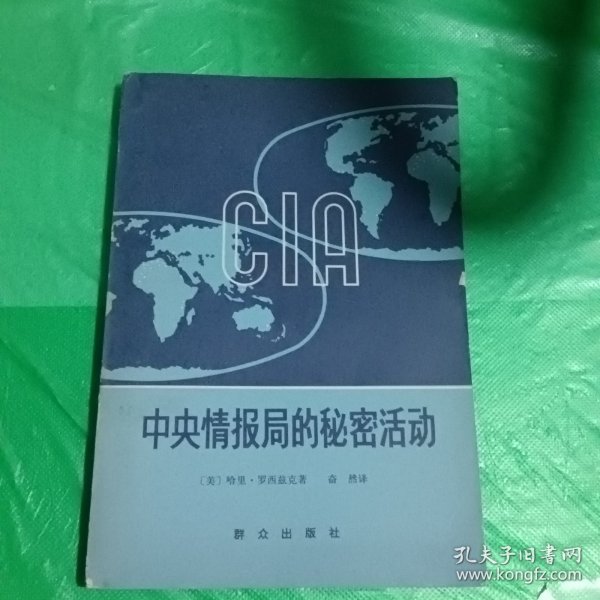 CIA
中央情报局的秘密活动
〔美〕哈里·罗西兹克著 奋然译
群众出版社
孔夫子旧书网
www.kongfz.com